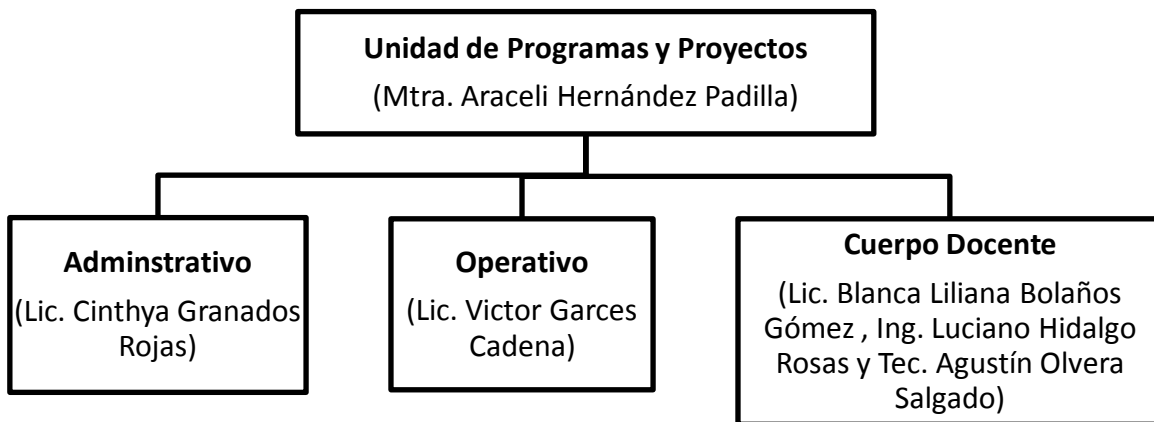 Unidad de Programas y Proyectos
(Mtra. Araceli Hernández Padilla)
Adminstrativo
(Lic. Cinthya Granados
Rojas)
Operativo
(Lic. Victor Garces
Cadena)
Cuerpo Docente
(Lic. Blanca Liliana Bolaños
Gómez , Ing. Luciano Hidalgo
Rosas y Tec. Agustín Olvera
Salgado)